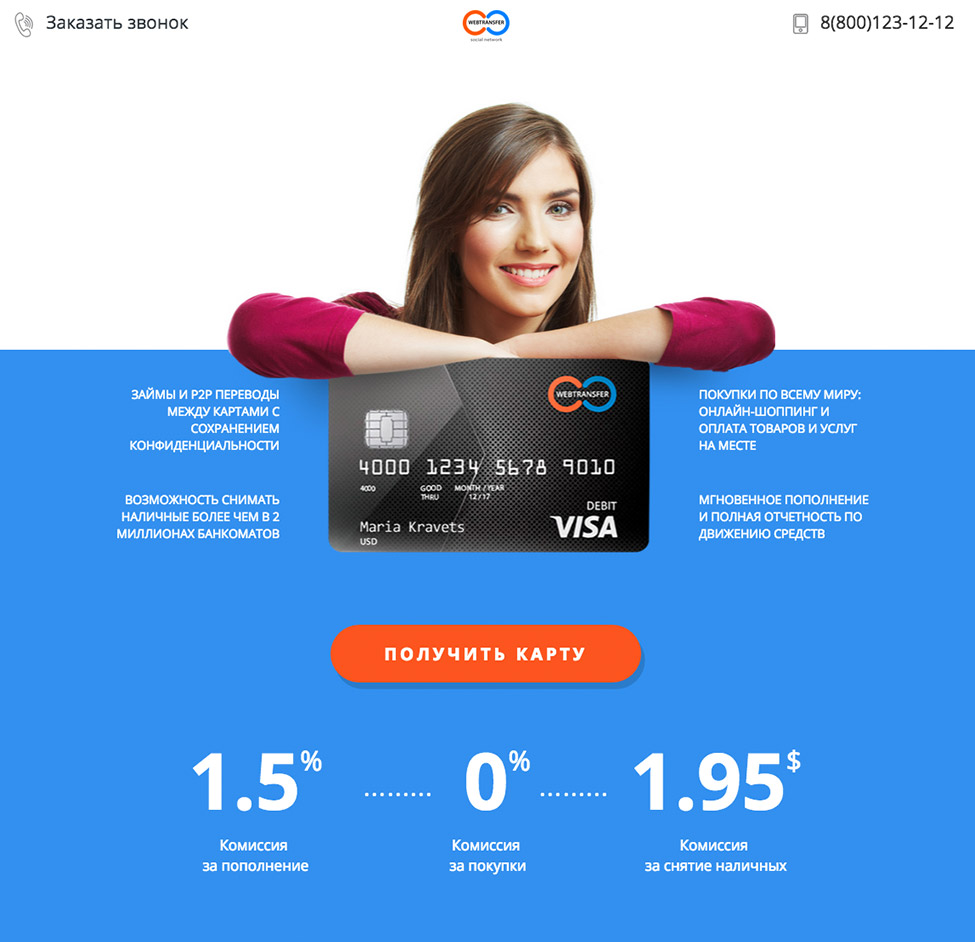 Заказать звонок
WEBTRANSFER
social network
8(800)123-12-12
ЗАЙМЫ И P2P ПЕРЕВОДЫ
МЕЖДУ КАРТАМИ С
СОХРАНЕНИЕМ
КОНФИДЕНЦИАЛЬНОСТИ
ВОЗМОЖНОСТЬ СНИМАТЬ
НАЛИЧНЫЕ БОЛЕЕ ЧЕМ В 2
МИЛЛИОНАХ БАНКОМАТОВ
WEBTRANSFER
4000 1234 5678 9010
4000
GOOD
THRU
MONTH / YEAR
12 / 17
DEBIT
VISA
Maria Kravets
USD
ПОКУПКИ ПО ВСЕМУ МИРУ:
ОНЛАЙН-ШОППИНГ И
ОПЛАТА ТОВАРОВ И УСЛУГ
НА МЕСТЕ
МГНОВЕННОЕ ПОПОЛНЕНИЕ
И ПОЛНАЯ ОТЧЕТНОСТЬ ПО
ДВИЖЕНИЮ СРЕДСТВ
ПОЛУЧИТЬ КАРТУ
1.5%
Комиссия
за пополнение
0%
Комиссия
за покупки
1.95$
Комиссия
за снятие наличных